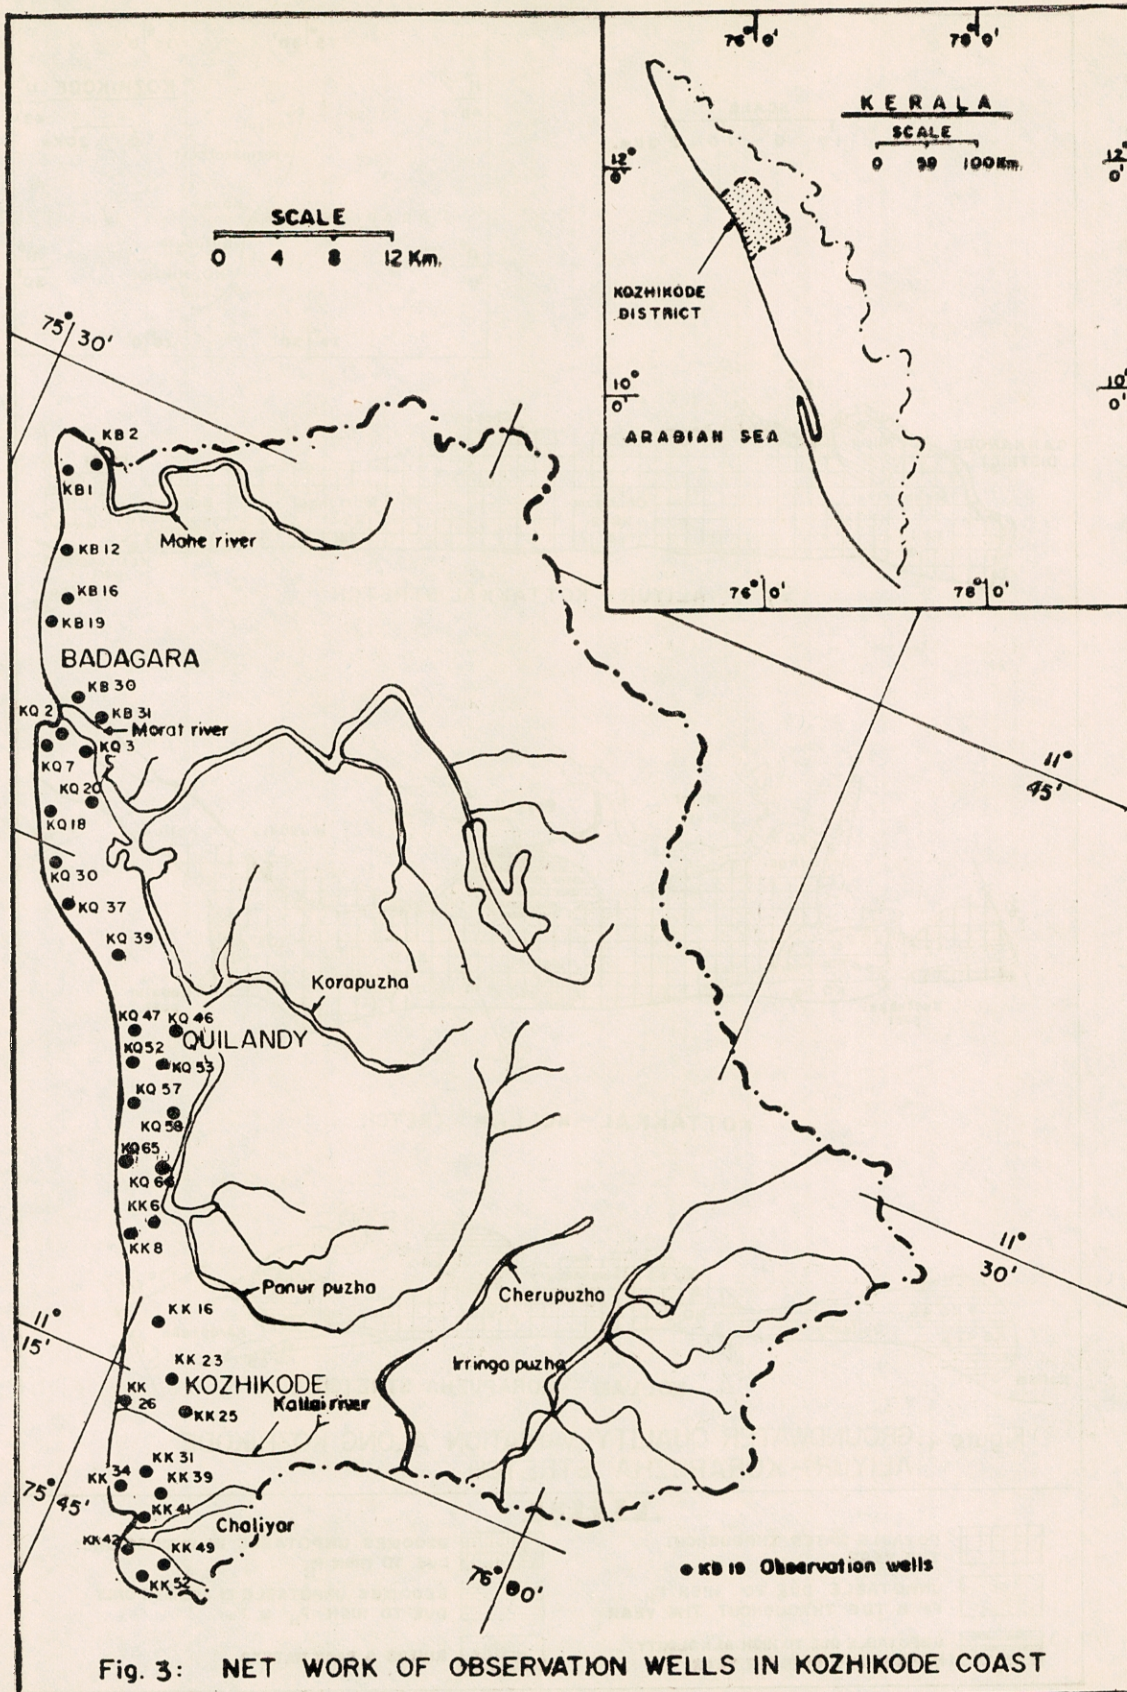 76° 0'
78° 0'
KERALA
SCALE
0 50 100 Km.
12° 0'
12° 0'
KOZHIKODE
DISTRICT
10° 0'
10° 0'
ARABIAN SEA
76° 0'
78° 0'
SCALE
0 4 8 12 Km.
75° 30'
KB 2
KB 1
Mahe river
KB 12
KB 16
KB 19
BADAGARA
KB 30
KQ 2
KB 31
Morat river
KQ 3
KQ 7
KQ 20
KQ 18
11° 45'
KQ 30
KQ 37
KQ 39
Korapuzha
KQ 47
KQ 46
QUILANDY
KQ 52
KQ 53
KQ 57
KQ 58
KQ 65
KQ 66
KK 6
KK 8
11° 30'
Panur puzha
Cherupuzha
KK 16
11° 15'
Irringa puzha
KK 23
KOZHIKODE
KK 26
Kallai river
KK 25
KK 31
KK 34
KK 39
75° 45'
KK 41
Chaliyar
KK 42
KK 49
KK 52
76° 0'
KB 19 Observation wells
Fig. 3: NET WORK OF OBSERVATION WELLS IN KOZHIKODE COAST